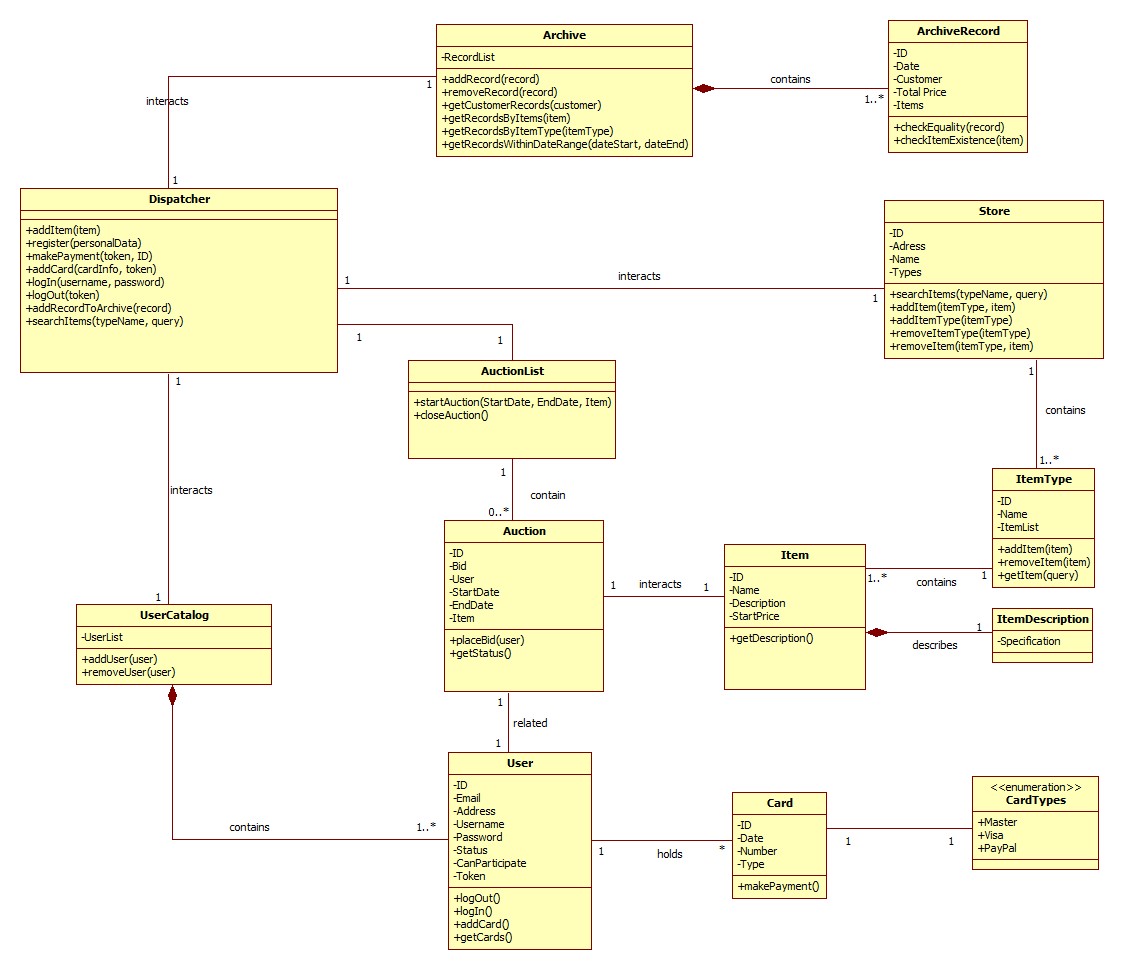 Archive
-RecordList
+addRecord(record)
+removeRecord(record)
+getCustomerRecords(customer)
+getRecordsByItems(item)
+getRecordsByItemType(itemType)
+getRecordsWithinDateRange(dateStart, dateEnd)
contains
1..*
ArchiveRecord
-ID
-Date
-Customer
-Total Price
-Items
+checkEquality(record)
+checkItemExistence(item)
1
interacts
1
Dispatcher
+addItem(item)
+register(personalData)
+makePayment(token, ID)
+addCard(cardInfo, token)
+logIn(username, password)
+logOut(token)
+addRecordToArchive(record)
+searchItems(typeName, query)
1
interacts
1
Store
-ID
-Adress
-Name
-Types
+searchItems(typeName, query)
+addItem(itemType, item)
+addItemType(itemType)
+removeItemType(itemType)
+removeItem(itemType, item)
1
1
AuctionList
+startAuction(StartDate, EndDate, Item)
+closeAuction()
1
contains
1..*
1
interacts
1
1
contain
0..*
ItemType
-ID
-Name
-ItemList
+addItem(item)
+removeItem(item)
+getItem(query)
Auction
-ID
-Bid
-User
-StartDate
-EndDate
-Item
+placeBid(user)
+getStatus()
1
interacts
1
Item
-ID
-Name
-Description
-StartPrice
+getDescription()
1..*
contains
1
1
describes
ItemDescription
-Specification
UserCatalog
-UserList
+addUser(user)
+removeUser(user)
1
related
1
contains
1..*
User
-ID
-Email
-Address
-Username
-Password
-Status
-CanParticipate
-Token
+logOut()
+logIn()
+addCard()
+getCards()
1
holds
*
Card
-ID
-Date
-Number
-Type
+makePayment()
1
1
<<enumeration>>
CardTypes
+Master
+Visa
+PayPal